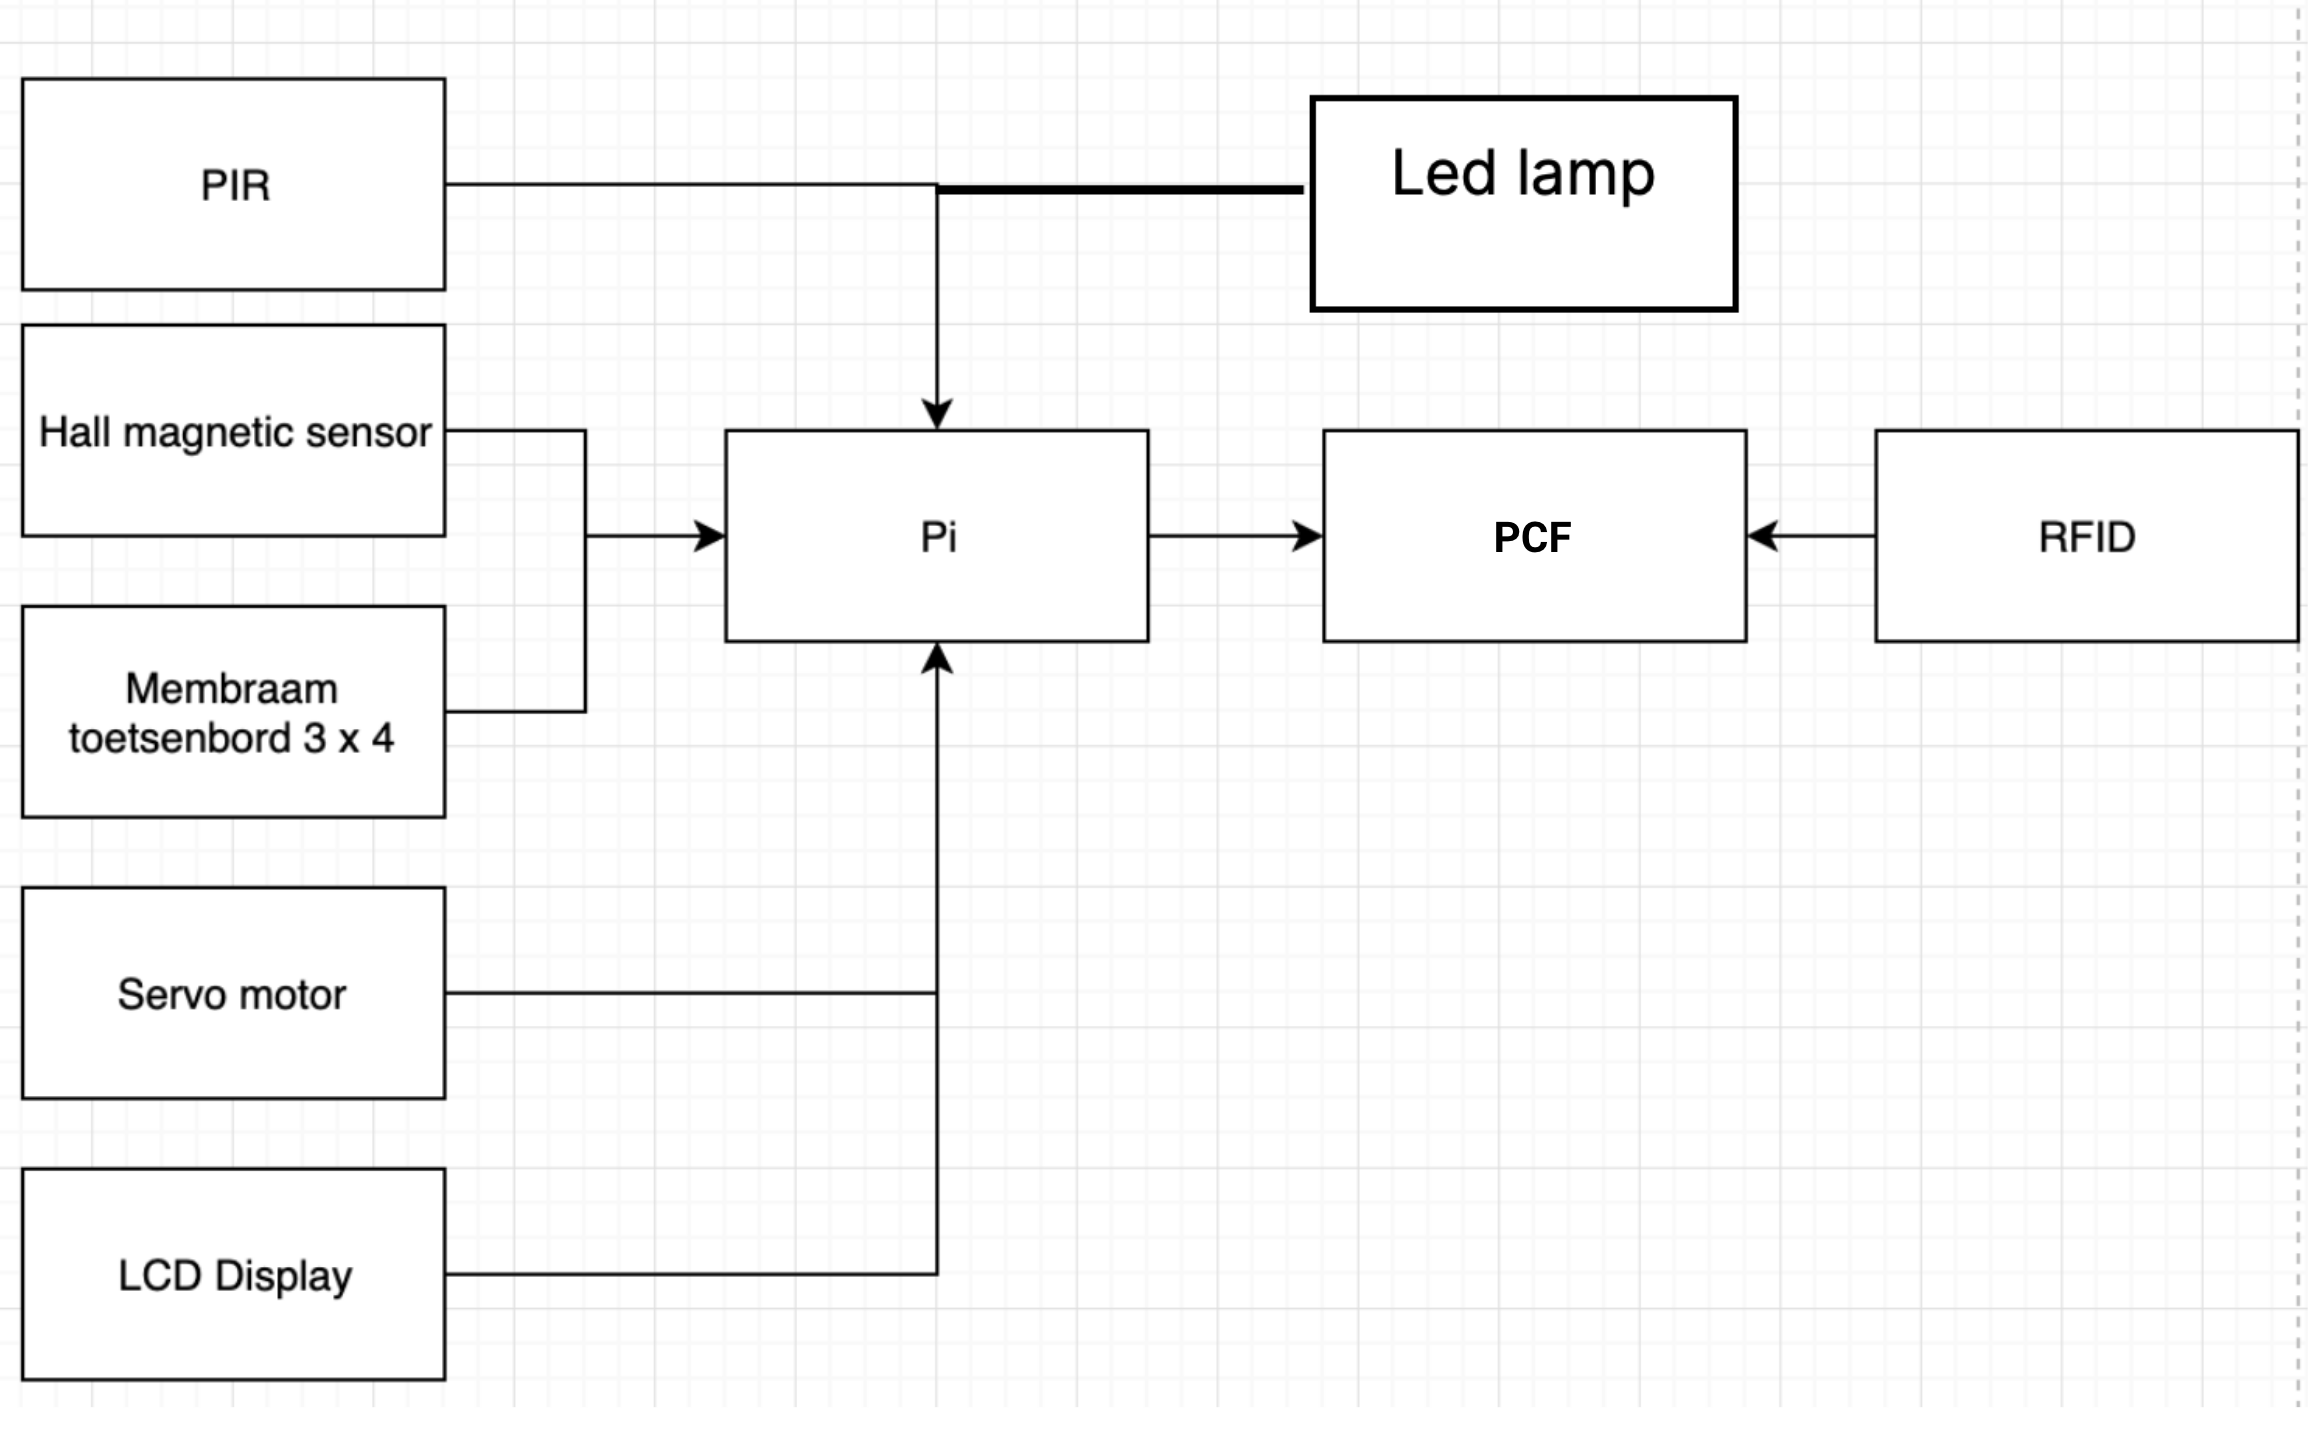 PIR
Led lamp
Hall magnetic sensor
Pi
PCF
RFID
Membraam
toetsenbord 3 x 4
Servo motor
LCD Display